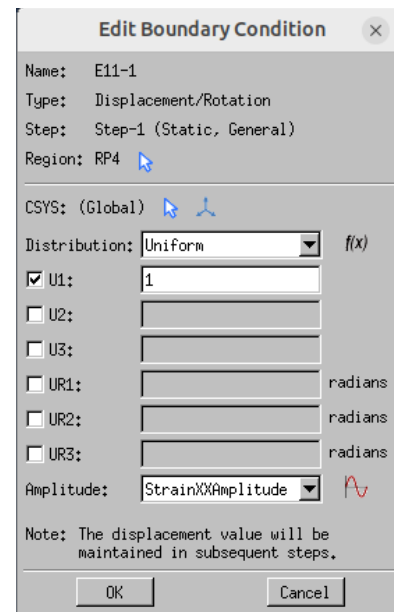 Edit Boundary Condition
Name: E11-1
Type: Displacement/Rotation
Step: Step-1 (Static, General)
Region: RP4
CSYS: (Global)
Distribution: Uniform f(x)
U1: 1
U2:
U3:
UR1: radians
UR2: radians
UR3: radians
Amplitude: StrainXXAmplitude
Note: The displacement value will be
maintained in subsequent steps.
OK Cancel